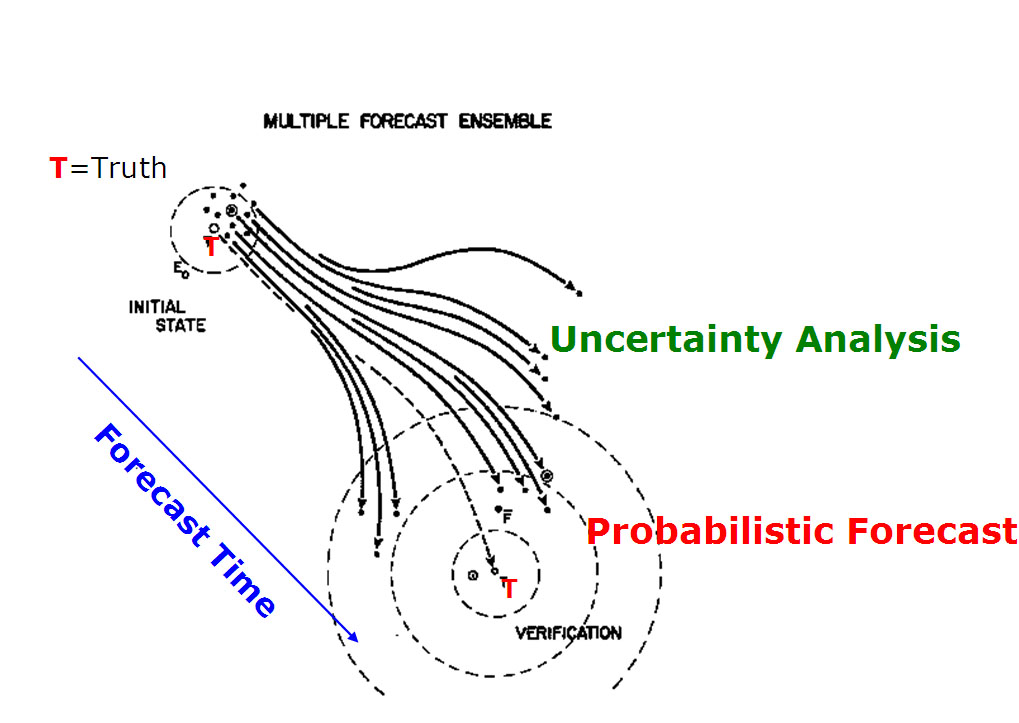 MULTIPLE FORECAST ENSEMBLE
T=Truth
T
E₀
INITIAL
STATE
Uncertainty Analysis
Forecast Time
F̅
Probabilistic Forecast
T
VERIFICATION